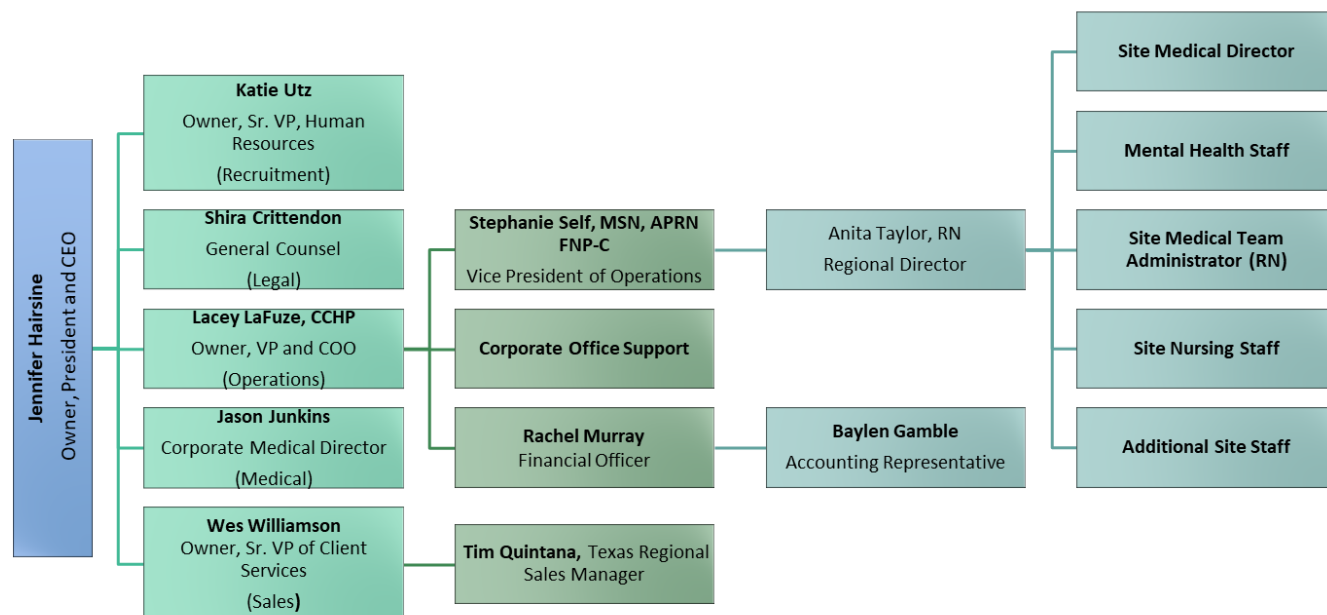 Jennifer Hairsine
Owner, President and CEO
Katie Utz
Owner, Sr. VP, Human
Resources
(Recruitment)
Shira Crittendon
General Counsel
(Legal)
Lacey LaFuze, CCHP
Owner, VP and COO
(Operations)
Jason Junkins
Corporate Medical Director
(Medical)
Wes Williamson
Owner, Sr. VP of Client
Services
(Sales)
Stephanie Self, MSN, APRN
FNP-C
Vice President of Operations
Corporate Office Support
Rachel Murray
Financial Officer
Tim Quintana, Texas Regional
Sales Manager
Anita Taylor, RN
Regional Director
Baylen Gamble
Accounting Representative
Site Medical Director
Mental Health Staff
Site Medical Team
Administrator (RN)
Site Nursing Staff
Additional Site Staff